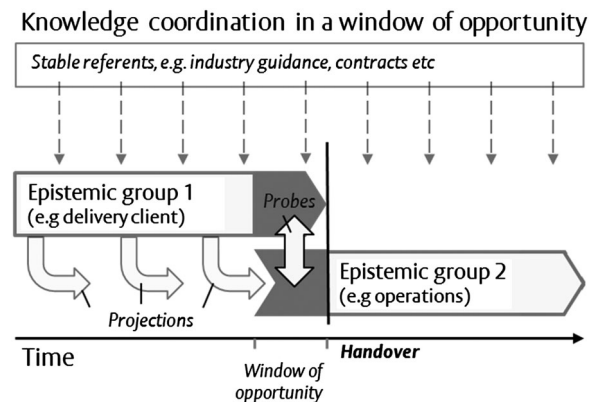 Knowledge coordination in a window of opportunity
Stable referents, e.g. industry guidance, contracts etc
Epistemic group 1
(e.g delivery client)
Probes
Epistemic group 2
(e.g operations)
Projections
Time
Handover
Window of
opportunity